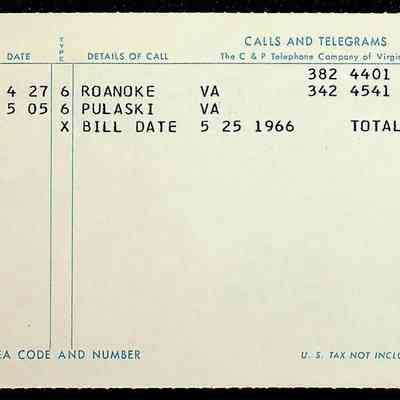 CALLS AND TELEGRAMS
DATE TYPE DETAILS OF CALL The C & P Telephone Company of Virgin
382 4401
4 27 6 ROANOKE VA 342 4541
5 05 6 PULASKI VA
X BILL DATE 5 25 1966 TOTAL
EA CODE AND NUMBER U. S. TAX NOT INCLU